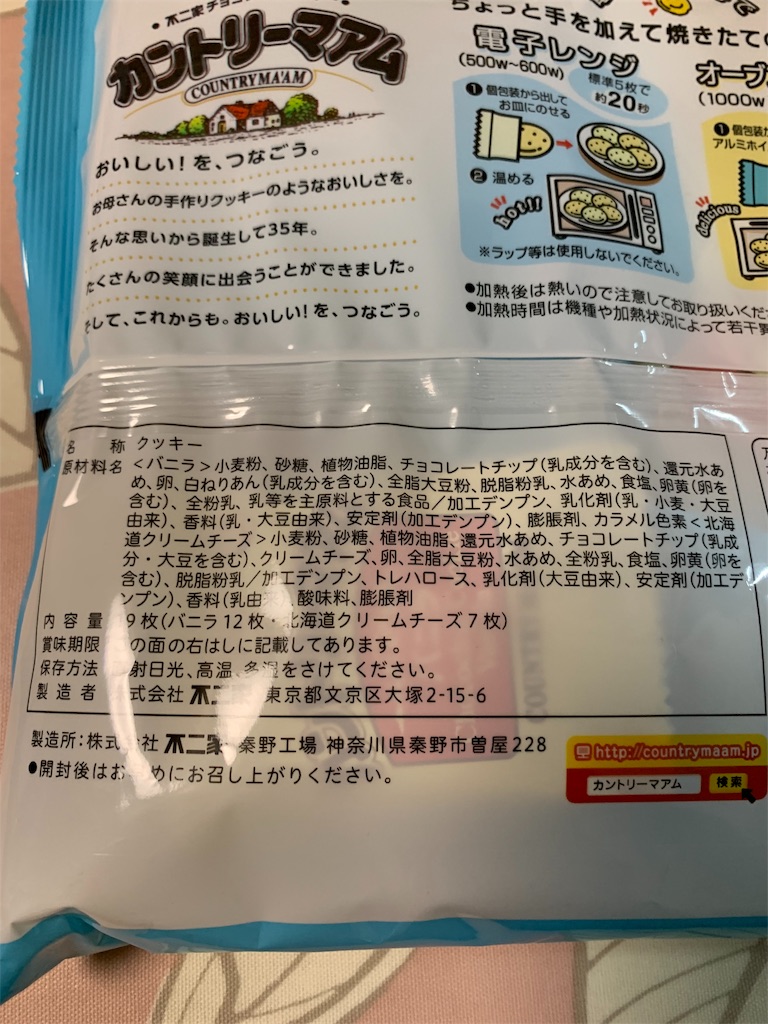 • 不二家 チョコ
カントリーマアム
COUNTRY MA'AM
おいしい！を、つなごう。
お母さんの手作りクッキーのようなおいしさを。
そんな思いから誕生して35年。
たくさんの笑顔に出会うことができました。
そして、これからも。おいしい！を、つなごう。
ちょっと手を加えて焼きたての
電子レンジ
(500w~600w)
標準5枚で
約20秒
❶ 個包装から出して
お皿にのせる
❷ 温める
hot!!
※ラップ等は使用しないでください。
オーブ
(1000w
❶ 個包装か
アルミホイ
delicious
●加熱後は熱いので注意してお取り扱いくだ
●加熱時間は機種や加熱状況によって若干異
名 称 クッキー
原材料名 ＜バニラ＞小麦粉、砂糖、植物油脂、チョコレートチップ(乳成分を含む)、還元水あ
め、卵、白ねりあん(乳成分を含む)、全脂大豆粉、脱脂粉乳、水あめ、食塩、卵黄(卵を
含む)、全粉乳、乳等を主原料とする食品／加工デンプン、乳化剤(乳・小麦・大豆
由来)、香料(乳・大豆由来)、安定剤(加工デンプン)、膨脹剤、カラメル色素＜北海
道クリームチーズ＞小麦粉、砂糖、植物油脂、還元水あめ、チョコレートチップ(乳成
分・大豆を含む)、クリームチーズ、卵、全脂大豆粉、水あめ、全粉乳、食塩、卵黄(卵を
含む)、脱脂粉乳／加工デンプン、トレハロース、乳化剤(大豆由来)、安定剤(加工デ
ンプン)、香料(乳由来)、酸味料、膨脹剤
内 容 量 19枚(バニラ12枚・北海道クリームチーズ7枚)
賞味期限 この面の右はしに記載してあります。
保存方法 直射日光、高温、多湿をさけてください。
製 造 者 株式会社 不二家 東京都文京区大塚2-15-6
製造所：株式会社 不二家 秦野工場 神奈川県秦野市曽屋228
●開封後はお早めにお召し上がりください。
http://countrymaam.jp
カントリーマアム 検索